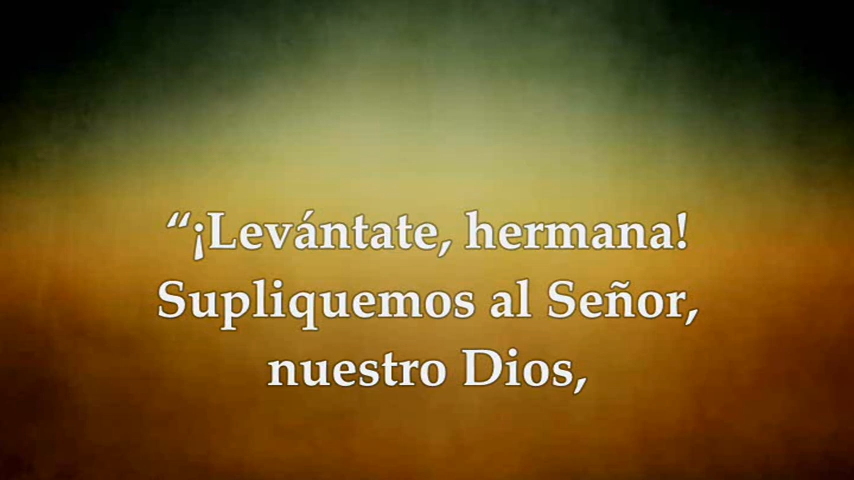 “¡Levántate, hermana!
Supliquemos al Señor,
nuestro Dios,